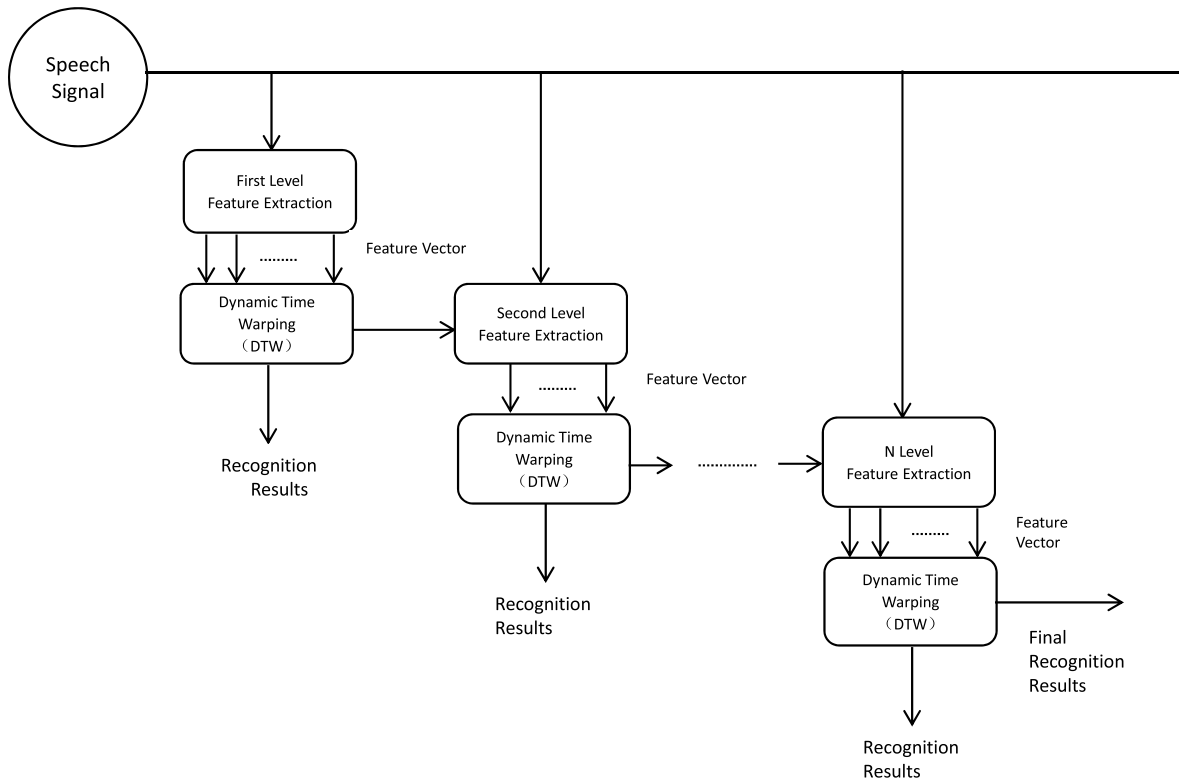 Speech
Signal
First Level
Feature Extraction
Feature Vector
Dynamic Time
Warping
（DTW）
Recognition
Results
Second Level
Feature Extraction
Feature Vector
Dynamic Time
Warping
（DTW）
Recognition
Results
N Level
Feature Extraction
Feature
Vector
Dynamic Time
Warping
（DTW）
Final
Recognition
Results
Recognition
Results